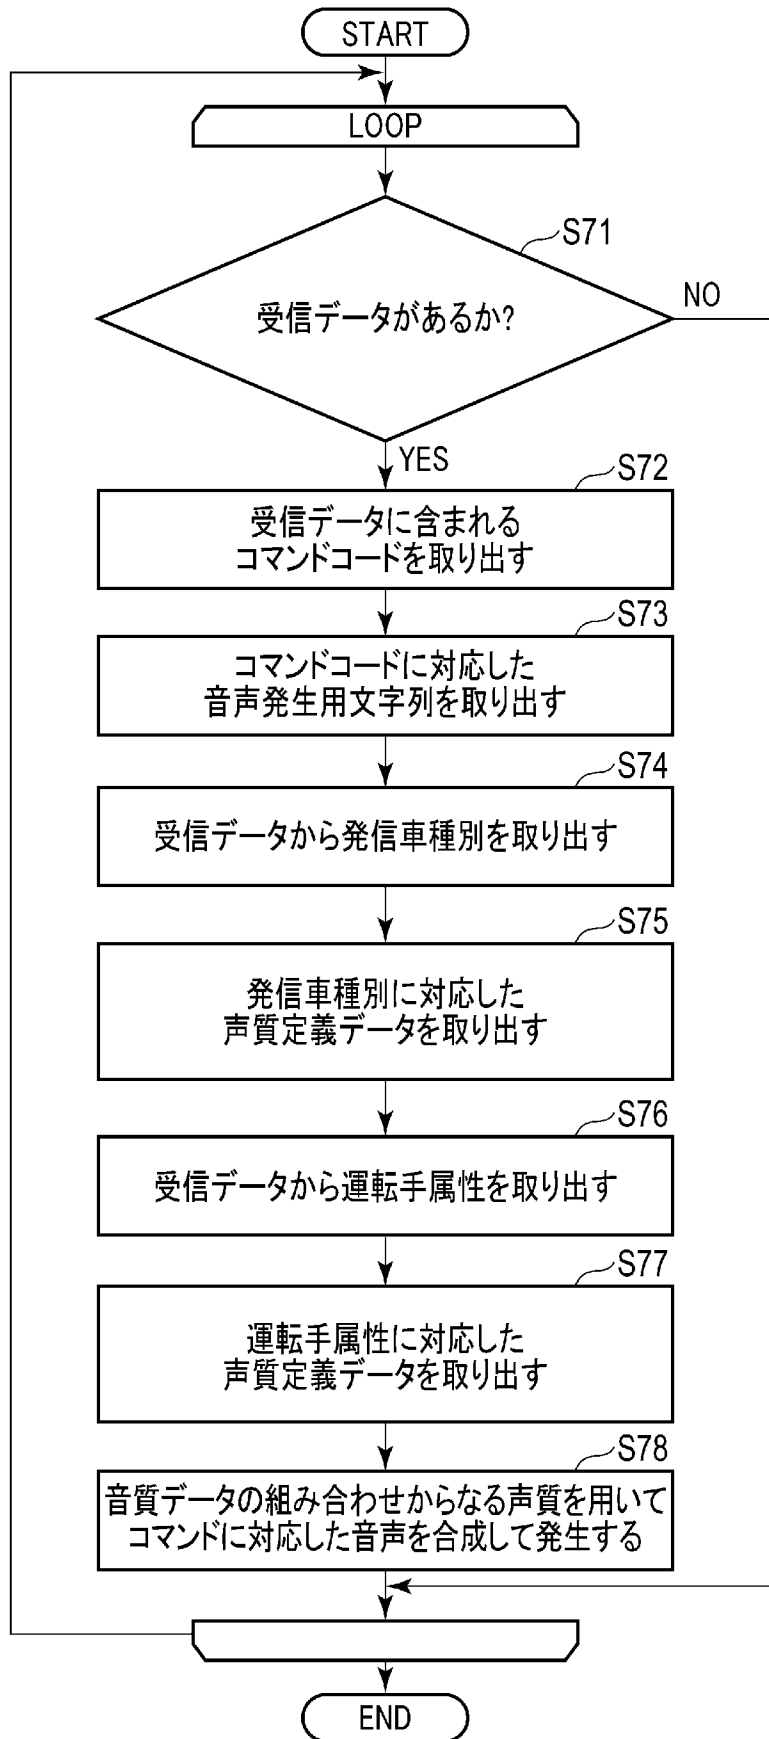 START
LOOP
S71
受信データがあるか?
NO
YES
S72
受信データに含まれる
コマンドコードを取り出す
S73
コマンドコードに対応した
音声発生用文字列を取り出す
S74
受信データから発信車種別を取り出す
S75
発信車種別に対応した
声質定義データを取り出す
S76
受信データから運転手属性を取り出す
S77
運転手属性に対応した
声質定義データを取り出す
S78
音質データの組み合わせからなる声質を用いて
コマンドに対応した音声を合成して発生する
END